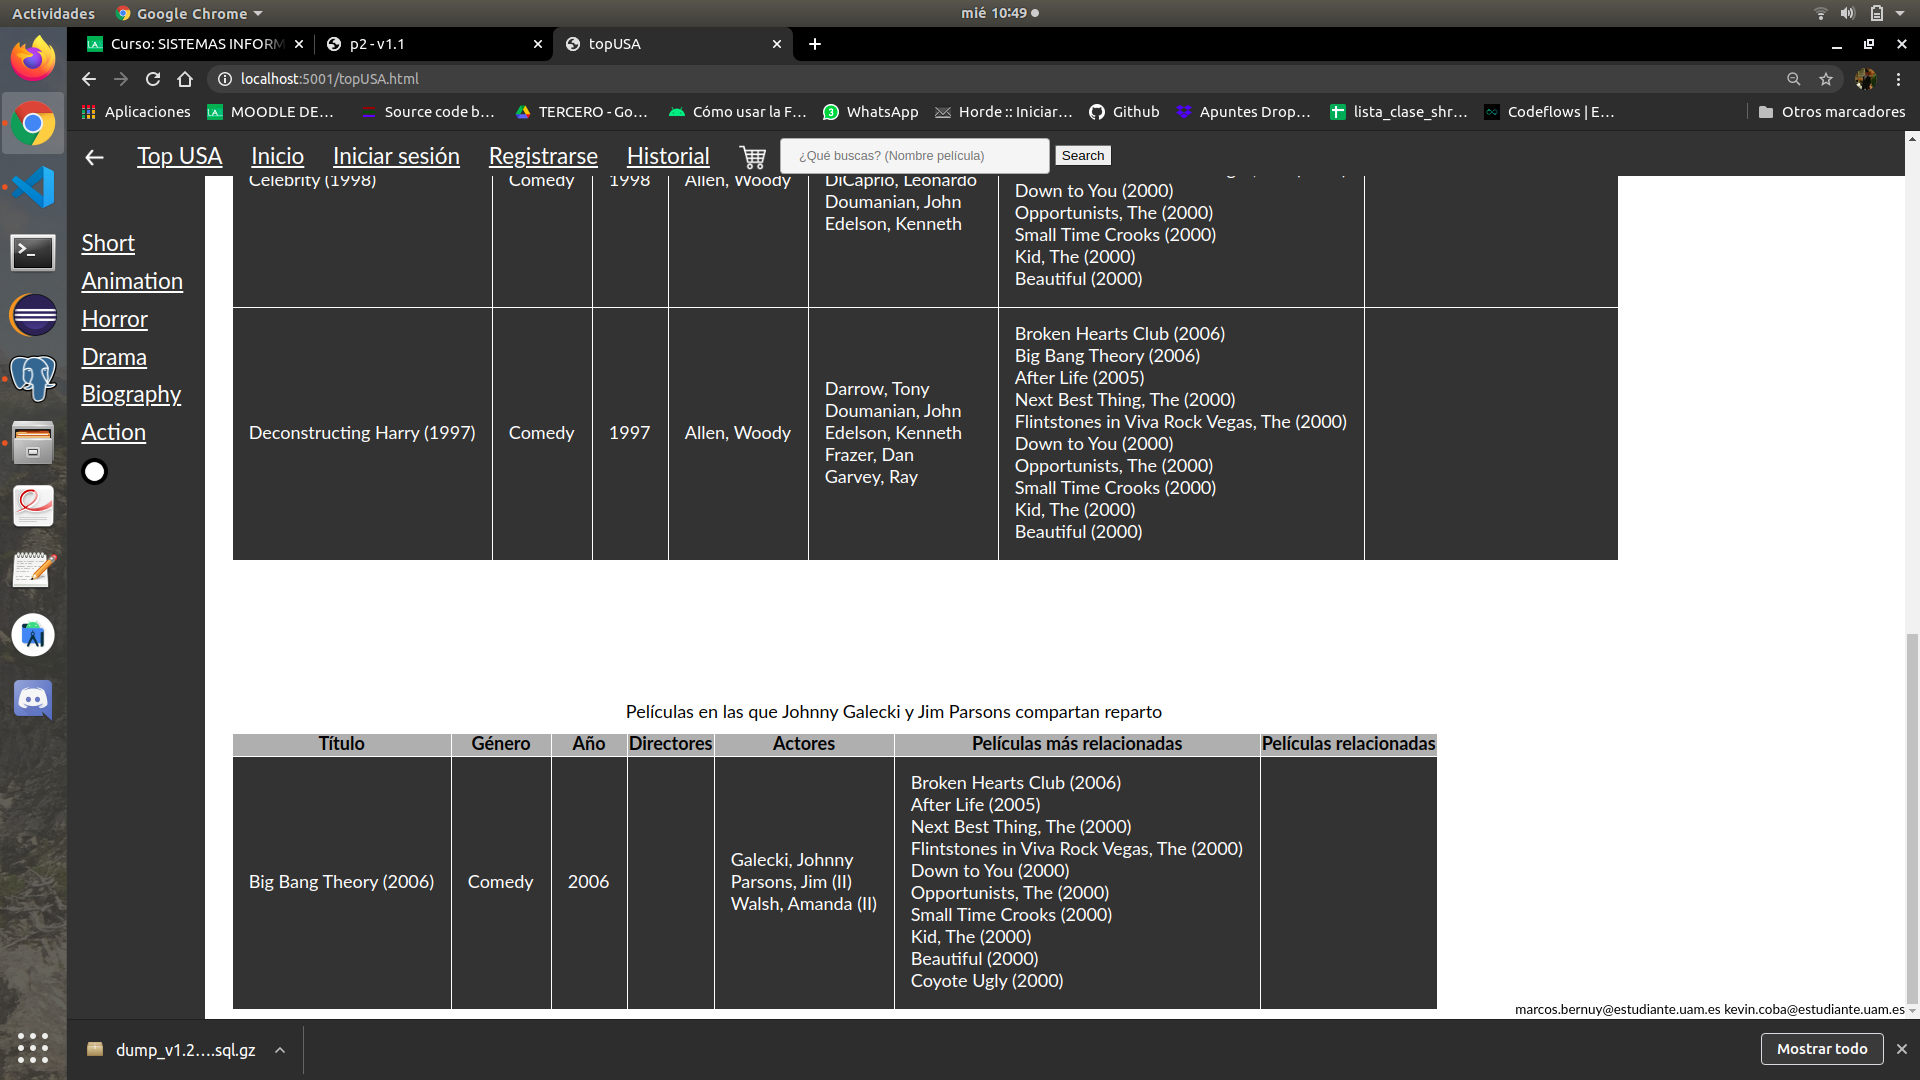 Actividades
Google Chrome
mié 10:49
Curso: SISTEMAS INFORM
p2 - v1.1
topUSA
localhost:5001/topUSA.html
Aplicaciones
MOODLE DE...
Source code b...
TERCERO - Go...
Cómo usar la F...
WhatsApp
Horde :: Iniciar...
Github
Apuntes Drop...
lista_clase_shr...
Codeflows | E...
Otros marcadores
Top USA
Inicio
Iniciar sesión
Registrarse
Historial
¿Qué buscas? (Nombre película)
Search
Short
Animation
Horror
Drama
Biography
Action
Celebrity (1998)
Comedy
1998
Allen, Woody
DiCaprio, Leonardo
Doumanian, John
Edelson, Kenneth
Down to You (2000)
Opportunists, The (2000)
Small Time Crooks (2000)
Kid, The (2000)
Beautiful (2000)
Deconstructing Harry (1997)
Comedy
1997
Allen, Woody
Darrow, Tony
Doumanian, John
Edelson, Kenneth
Frazer, Dan
Garvey, Ray
Broken Hearts Club (2006)
Big Bang Theory (2006)
After Life (2005)
Next Best Thing, The (2000)
Flintstones in Viva Rock Vegas, The (2000)
Down to You (2000)
Opportunists, The (2000)
Small Time Crooks (2000)
Kid, The (2000)
Beautiful (2000)
Películas en las que Johnny Galecki y Jim Parsons compartan reparto
Título
Género
Año
Directores
Actores
Películas más relacionadas
Películas relacionadas
Big Bang Theory (2006)
Comedy
2006
Galecki, Johnny
Parsons, Jim (II)
Walsh, Amanda (II)
Broken Hearts Club (2006)
After Life (2005)
Next Best Thing, The (2000)
Flintstones in Viva Rock Vegas, The (2000)
Down to You (2000)
Opportunists, The (2000)
Small Time Crooks (2000)
Kid, The (2000)
Beautiful (2000)
Coyote Ugly (2000)
marcos.bernuy@estudiante.uam.es kevin.coba@estudiante.uam.es
dump_v1.2....sql.gz
Mostrar todo